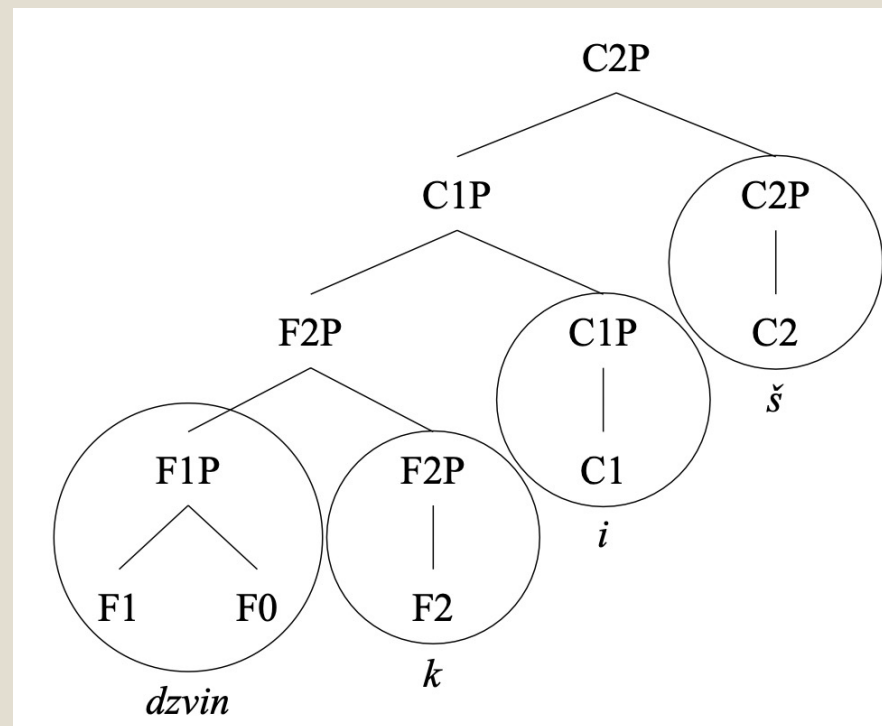 C2P
C1P C2P
F2P C1P C2
š
F1P F2P C1
i
F1 F0 F2
k
dzvin